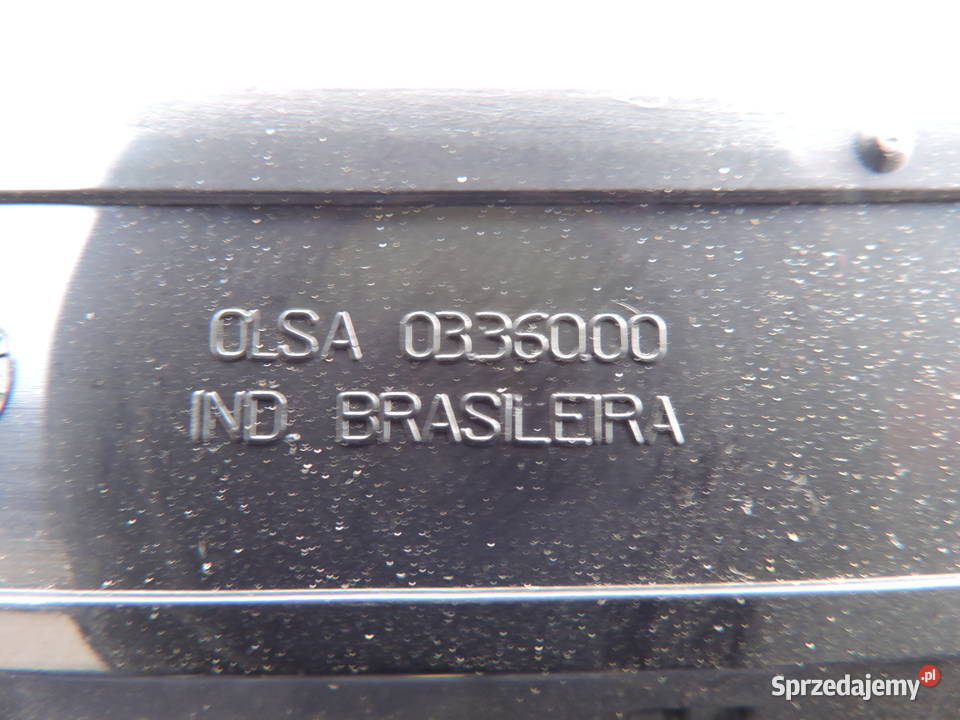 OLSA 0336000
IND. BRASILEIRA
Sprzedajemy.pl